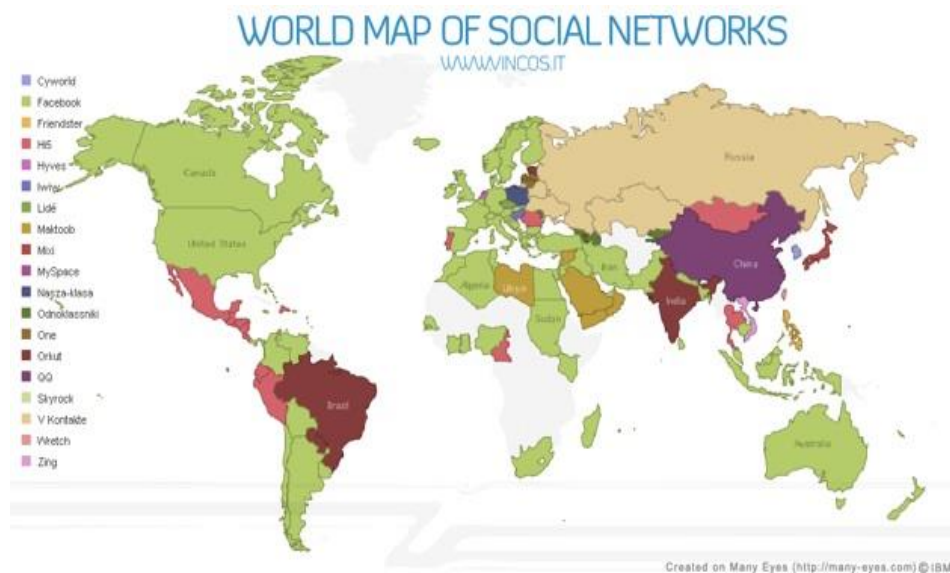 WORLD MAP OF SOCIAL NETWORKS
WWW.VINCOS.IT
Cyworld
Facebook
Friendster
Hi5
Hyves
Iwiw
Lidé
Maktoob
Mixi
MySpace
Nasza-klasa
Odnoklassniki
One
Orkut
QQ
Skyrock
V Kontakte
Wretch
Zing
Canada
United States
Brazil
Russia
China
India
Iran
Algeria
Libya
Sudan
Australia
Created on Many Eyes (http://many-eyes.com) © IBM